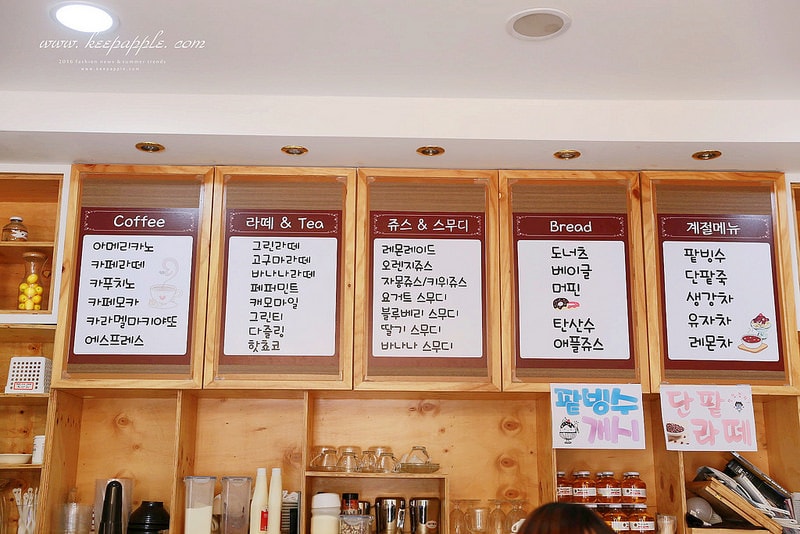 www. keepapple. com
2016 fashion news & summer trends
Coffee
아메리카노
카페라떼
카푸치노
카페모카
카라멜마키야또
에스프레스
라떼 & Tea
그린라떼
고구마라떼
바나나라떼
페퍼민트
캐모마일
그린티
다즐링
핫쵸코
쥬스 & 스무디
레몬레이드
오렌지쥬스
자몽쥬스/키위쥬스
요거트 스무디
블루베리 스무디
딸기 스무디
바나나 스무디
Bread
도너츠
베이글
머핀
탄산수
애플쥬스
계절메뉴
팥빙수
단팥죽
생강차
유자차
레몬차
팥빙수
개시
단팥
라떼